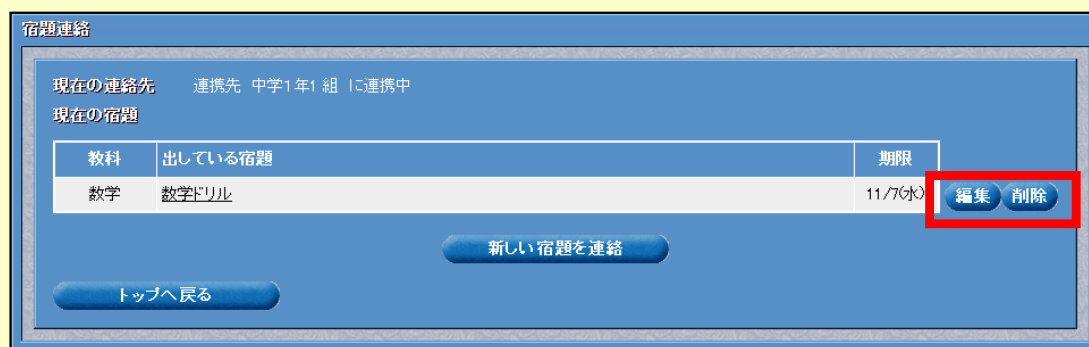 宿題連絡
現在の連絡先 連携先 中学1年1組 に連携中
現在の宿題
教科 出している宿題 期限
数学 数学ドリル 11/7(水) 編集 削除
新しい宿題を連絡
トップへ戻る